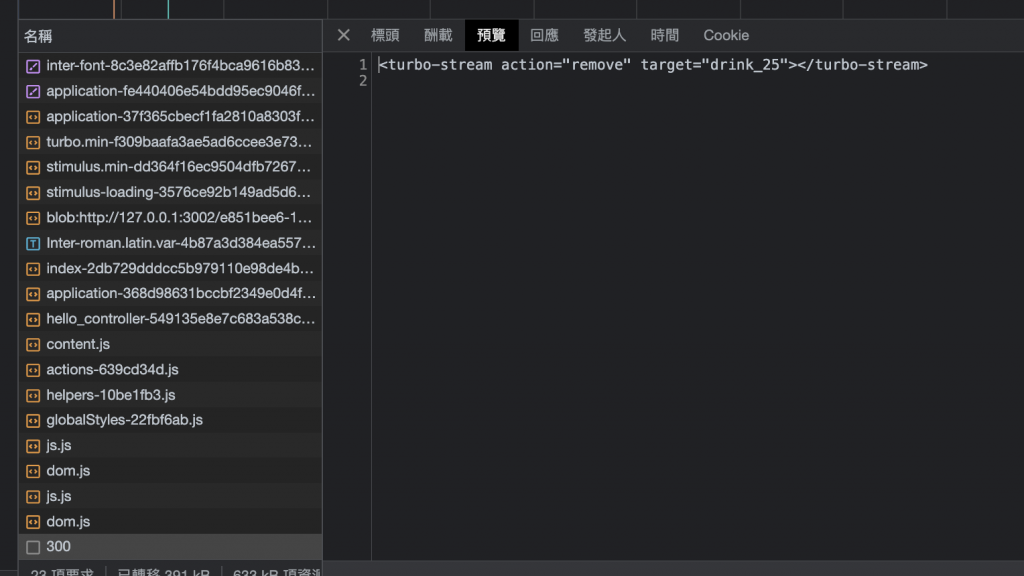 名稱
inter-font-8c3e82affb176f4bca9616b83...
application-fe440406e54bdd95ec9046f...
application-37f365cbecf1fa2810a8303f...
turbo.min-f309baafa3ae5ad6ccee3e73...
stimulus.min-dd364f16ec9504dfb7267...
stimulus-loading-3576ce92b149ad5d6...
blob:http://127.0.0.1:3002/e851bee6-1...
Inter-roman.latin.var-4b87a3d384ea557...
index-2db729dddcc5b979110e98de4b...
application-368d98631bccbf2349e0d4f...
hello_controller-549135e8e7c683a538c...
content.js
actions-639cd34d.js
helpers-10be1fb3.js
globalStyles-22fbf6ab.js
js.js
dom.js
js.js
dom.js
300
23 項要求 已轉移 391 kB 633 kB 項資源
標頭 酬載 預覽 回應 發起人 時間 Cookie
1 <turbo-stream action="remove" target="drink_25"></turbo-stream>
2